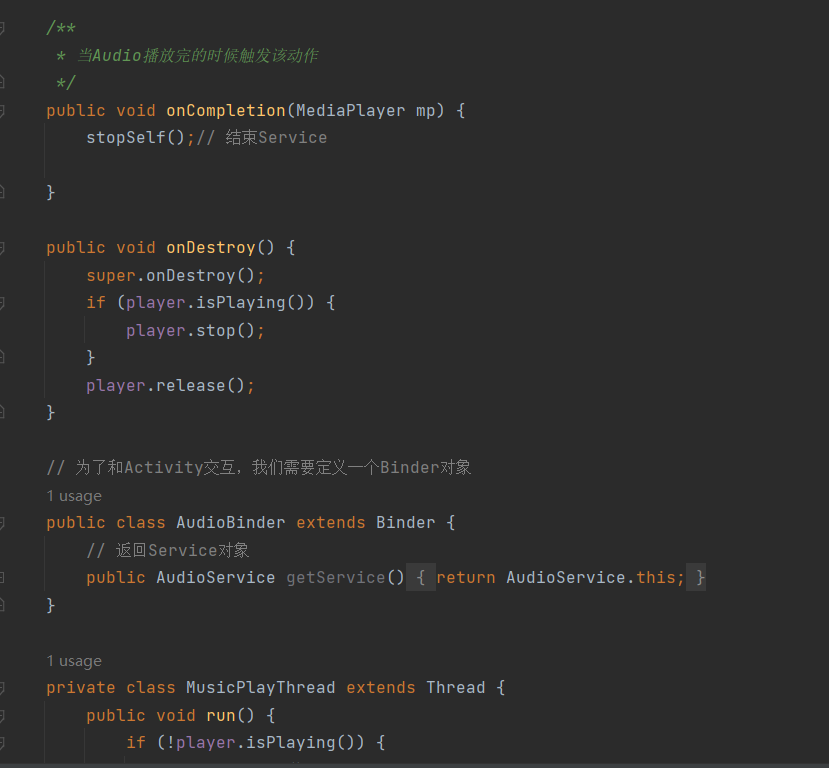 /**
 * 当Audio播放完的时候触发该动作
 */
public void onCompletion(MediaPlayer mp) {
    stopSelf();// 结束Service
}
public void onDestroy() {
    super.onDestroy();
    if (player.isPlaying()) {
        player.stop();
    }
    player.release();
}
// 为了和Activity交互，我们需要定义一个Binder对象
1 usage
public class AudioBinder extends Binder {
    // 返回Service对象
    public AudioService getService() { return AudioService.this; }
}
1 usage
private class MusicPlayThread extends Thread {
    public void run() {
        if (!player.isPlaying()) {